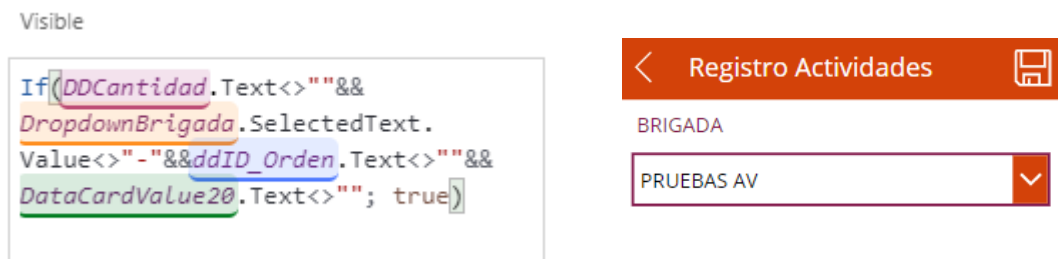 Visible
If(DDCantidad.Text<>""&&
DropdownBrigada.SelectedText.
Value<>"-"&&ddID_Orden.Text<>""&&
DataCardValue20.Text<>""; true)
Registro Actividades
BRIGADA
PRUEBAS AV